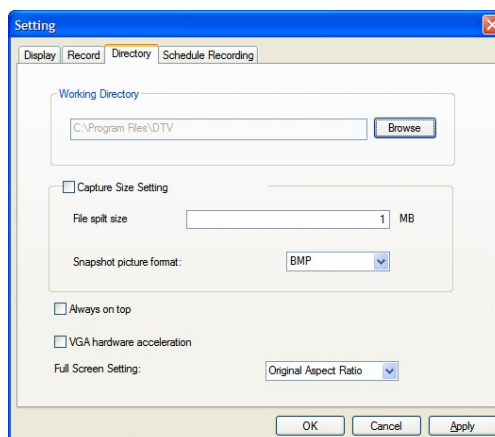 Setting
Display Record Directory Schedule Recording
Working Directory
C:\Program Files\DTV Browse
Capture Size Setting
File spilt size 1 MB
Snapshot picture format: BMP
Always on top
VGA hardware acceleration
Full Screen Setting: Original Aspect Ratio
OK Cancel Apply